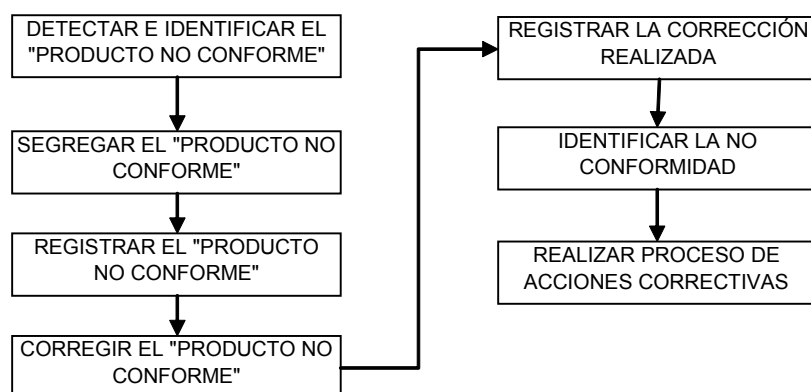 DETECTAR E IDENTIFICAR EL
"PRODUCTO NO CONFORME"
SEGREGAR EL "PRODUCTO NO
CONFORME"
REGISTRAR EL "PRODUCTO
NO CONFORME"
CORREGIR EL "PRODUCTO NO
CONFORME"
REGISTRAR LA CORRECCIÓN
REALIZADA
IDENTIFICAR LA NO
CONFORMIDAD
REALIZAR PROCESO DE
ACCIONES CORRECTIVAS